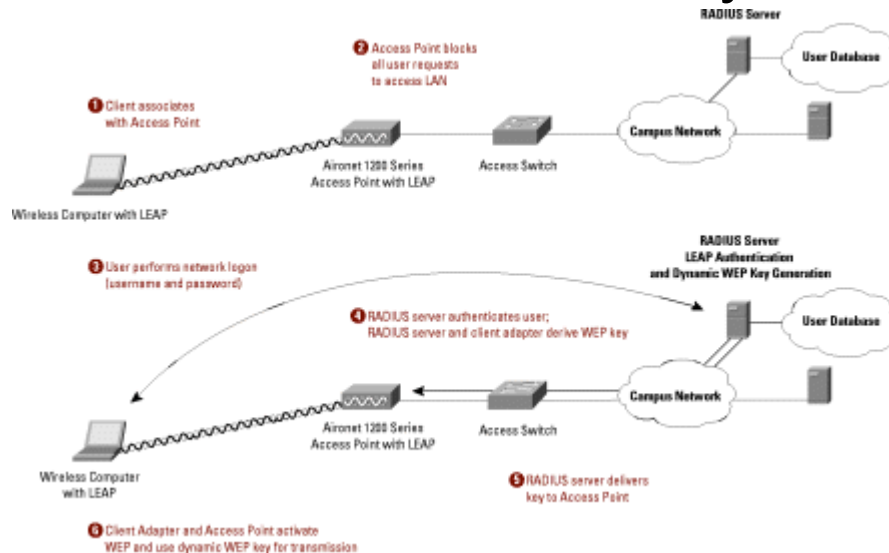 RADIUS Server
User Database
2 Access Point blocks
all user requests
to access LAN
1 Client associates
with Access Point
Campus Network
Aironet 1200 Series
Access Point with LEAP
Access Switch
Wireless Computer with LEAP
RADIUS Server
LEAP Authentication
and Dynamic WEP Key Generation
3 User performs network logon
(username and password)
4 RADIUS server authenticates user;
RADIUS server and client adapter derive WEP key
User Database
Campus Network
Aironet 1200 Series
Access Point with LEAP
Access Switch
Wireless Computer
with LEAP
5 RADIUS server delivers
key to Access Point
6 Client Adapter and Access Point activate
WEP and use dynamic WEP key for transmission